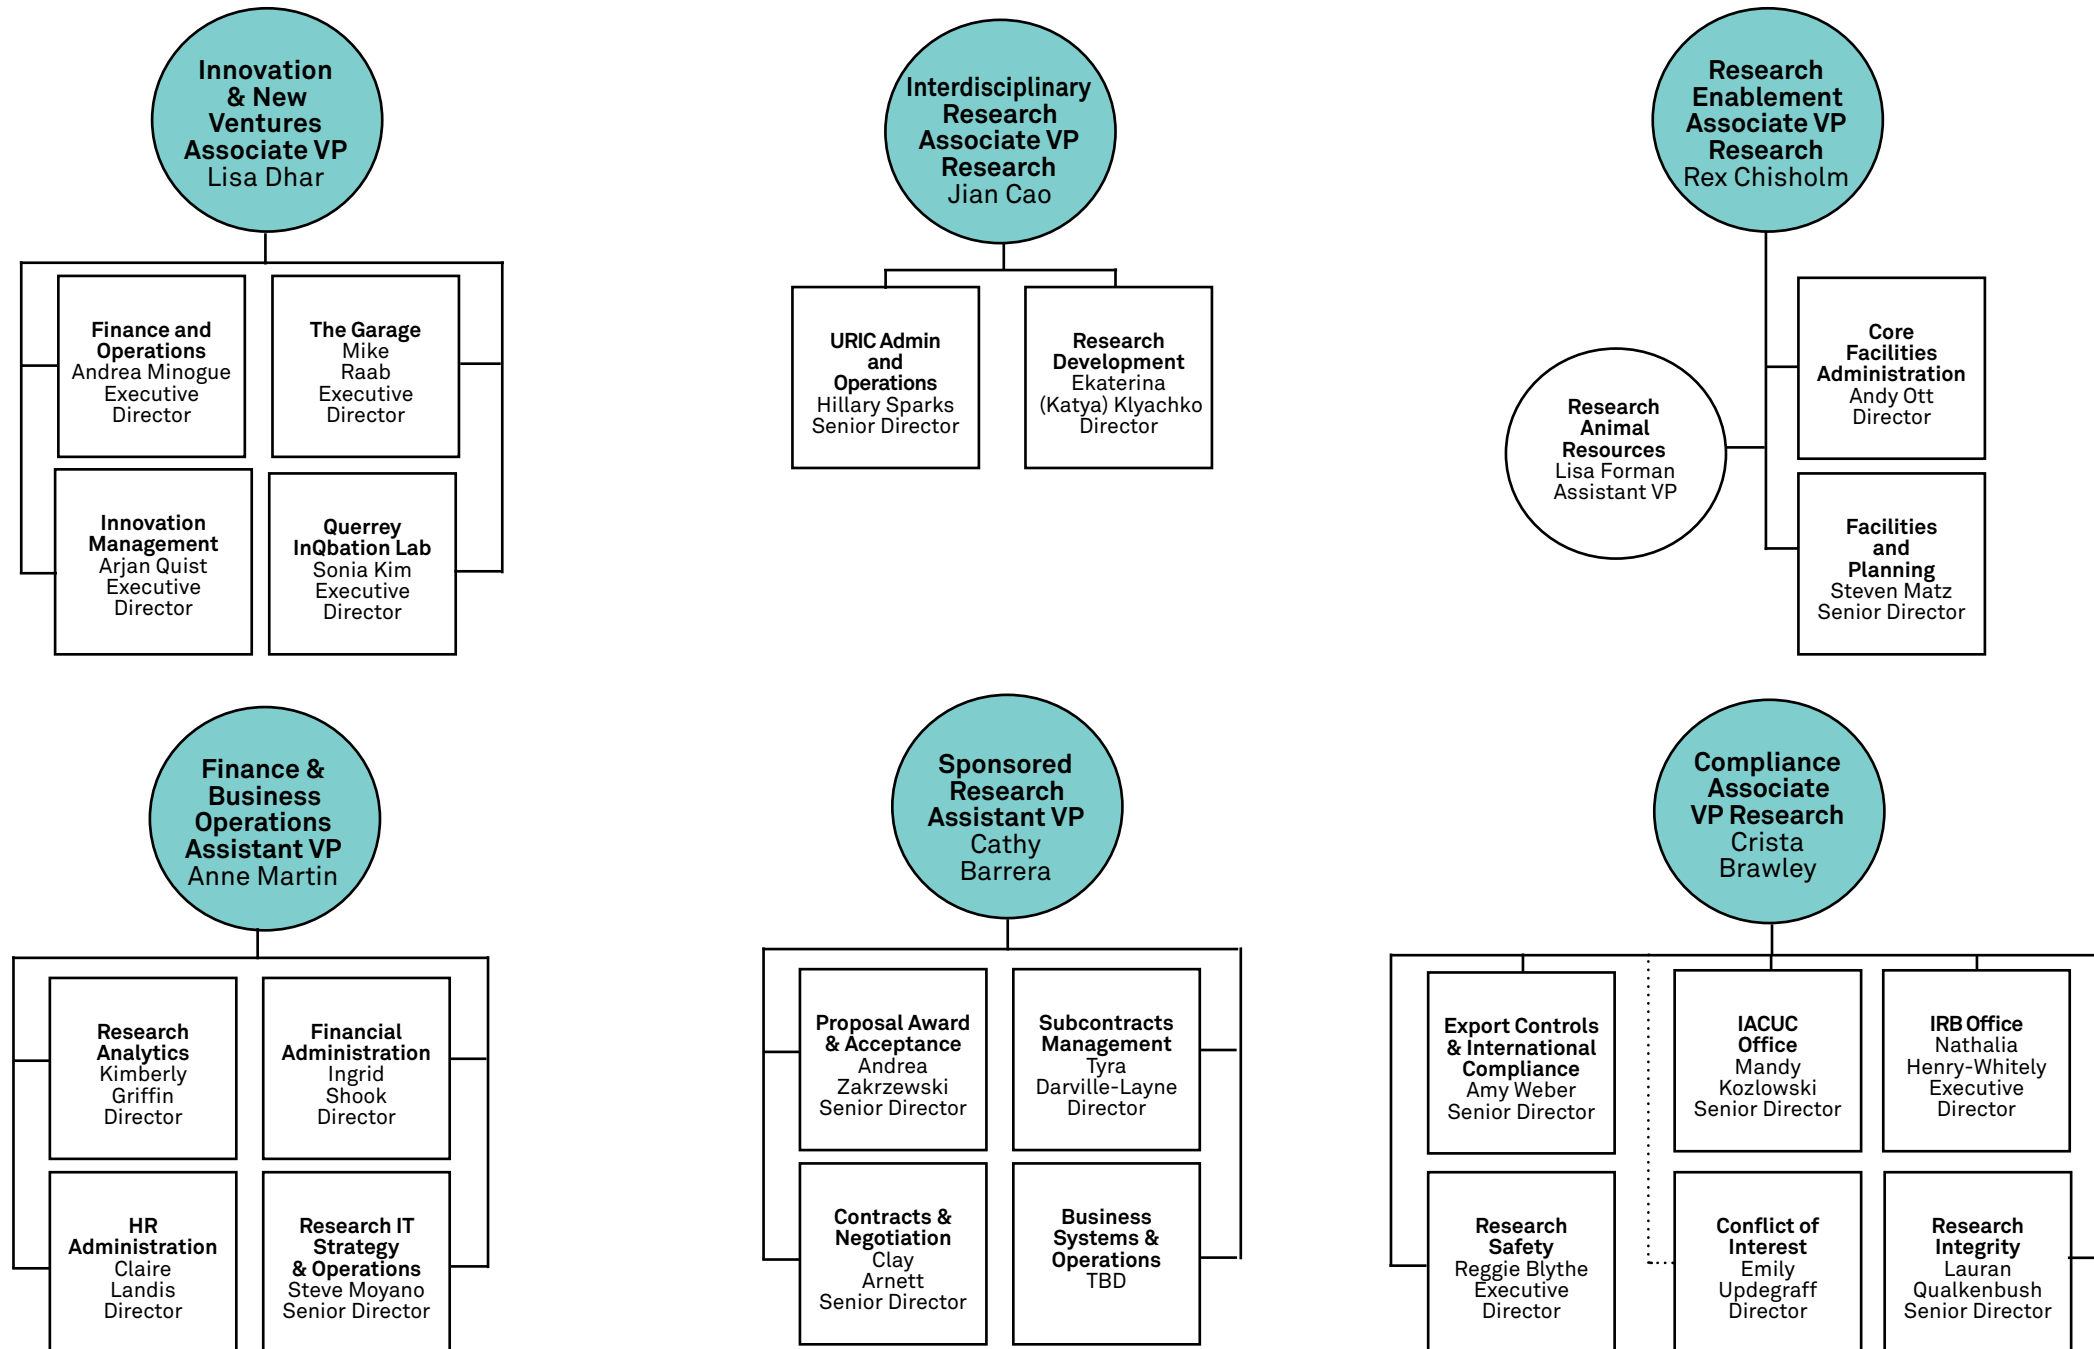 Innovation
& New
Ventures
Associate VP
Lisa Dhar
Interdisciplinary
Research
Associate VP
Research
Jian Cao
Research
Enablement
Associate VP
Research
Rex Chisholm
Finance and
Operations
Andrea Minogue
Executive
Director
The Garage
Mike
Raab
Executive
Director
Innovation
Management
Arjan Quist
Executive
Director
Querrey
InQbation Lab
Sonia Kim
Executive
Director
URIC Admin
and
Operations
Hillary Sparks
Senior Director
Research
Development
Ekaterina
(Katya) Klyachko
Director
Research
Animal
Resources
Lisa Forman
Assistant VP
Core
Facilities
Administration
Andy Ott
Director
Facilities
and
Planning
Steven Matz
Senior Director
Finance &
Business
Operations
Assistant VP
Anne Martin
Sponsored
Research
Assistant VP
Cathy
Barrera
Compliance
Associate
VP Research
Crista
Brawley
Research
Analytics
Kimberly
Griffin
Director
Financial
Administration
Ingrid
Shook
Director
HR
Administration
Claire
Landis
Director
Research IT
Strategy
& Operations
Steve Moyano
Senior Director
Proposal Award
& Acceptance
Andrea
Zakrzewski
Senior Director
Subcontracts
Management
Tyra
Darville-Layne
Director
Contracts &
Negotiation
Clay
Arnett
Senior Director
Business
Systems &
Operations
TBD
Export Controls
& International
Compliance
Amy Weber
Senior Director
IACUC
Office
Mandy
Kozlowski
Senior Director
IRB Office
Nathalia
Henry-Whitely
Executive
Director
Research
Safety
Reggie Blythe
Executive
Director
Conflict of
Interest
Emily
Updegraff
Director
Research
Integrity
Lauran
Qualkenbush
Senior Director